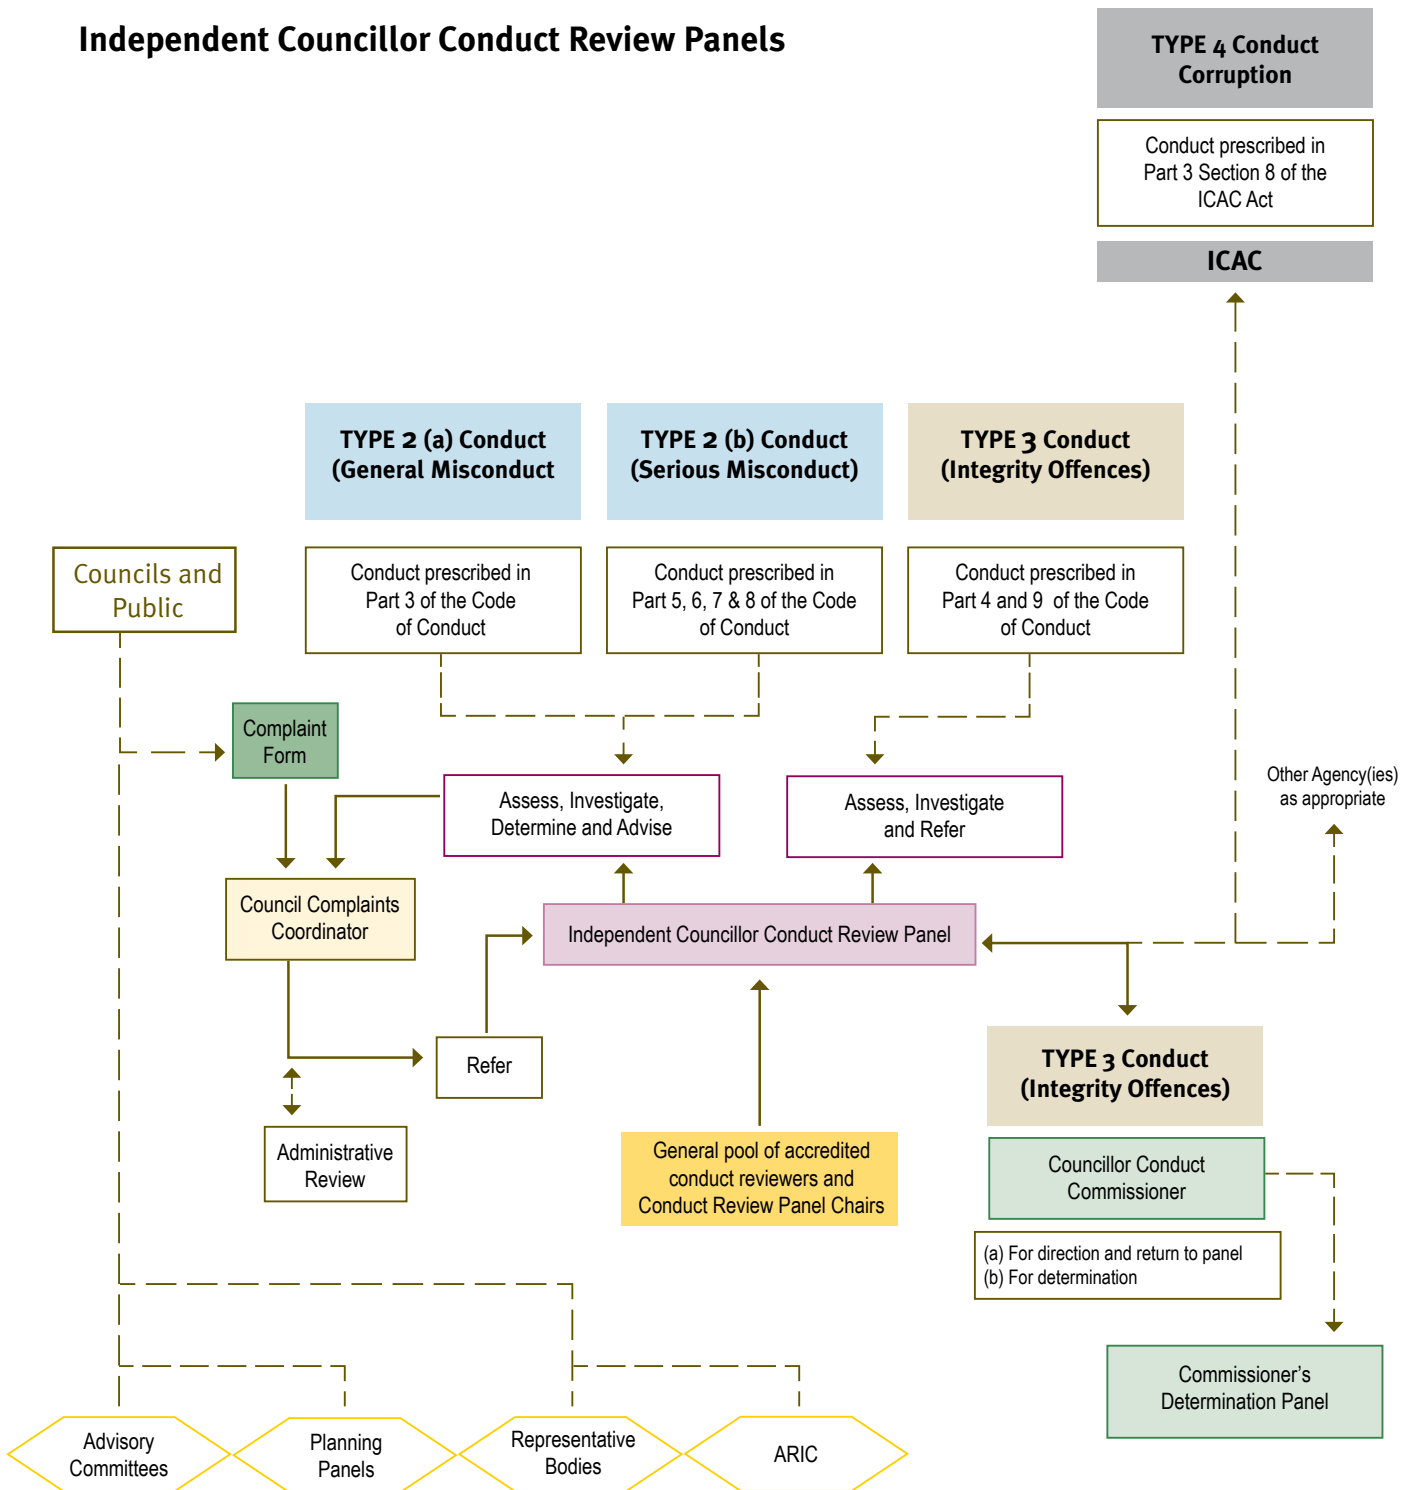 Independent Councillor Conduct Review Panels
TYPE 4 Conduct
Corruption
Conduct prescribed in
Part 3 Section 8 of the
ICAC Act
ICAC
TYPE 2 (a) Conduct
(General Misconduct
TYPE 2 (b) Conduct
(Serious Misconduct)
TYPE 3 Conduct
(Integrity Offences)
Councils and
Public
Conduct prescribed in
Part 3 of the Code
of Conduct
Conduct prescribed in
Part 5, 6, 7 & 8 of the Code
of Conduct
Conduct prescribed in
Part 4 and 9 of the Code
of Conduct
Complaint
Form
Assess, Investigate,
Determine and Advise
Assess, Investigate
and Refer
Other Agency(ies)
as appropriate
Council Complaints
Coordinator
Independent Councillor Conduct Review Panel
Refer
TYPE 3 Conduct
(Integrity Offences)
Administrative
Review
General pool of accredited
conduct reviewers and
Conduct Review Panel Chairs
Councillor Conduct
Commissioner
(a) For direction and return to panel
(b) For determination
Commissioner's
Determination Panel
Advisory
Committees
Planning
Panels
Representative
Bodies
ARIC